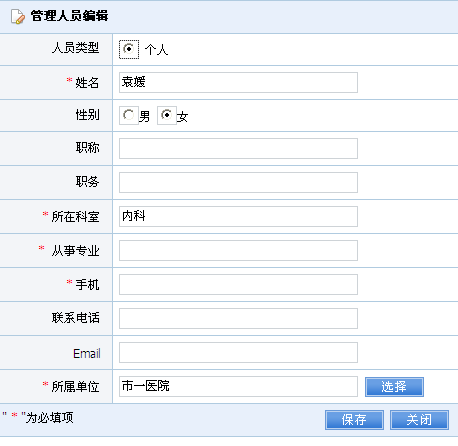 管理人员编辑
人员类型 个人
* 姓名 袁媛
性别 男 女
职称
职务
* 所在科室 内科
* 从事专业
* 手机
联系电话
Email
* 所属单位 市一医院 选择
" * "为必填项 保存 关闭